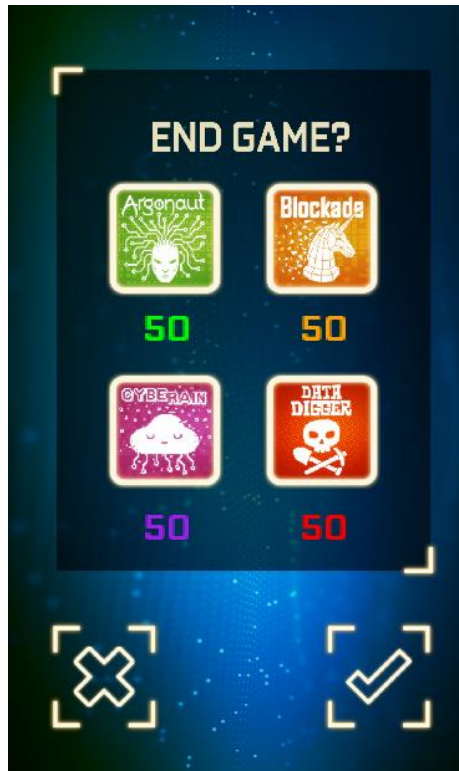 END GAME?
Argonaut
Blockade
50
50
CYBERAIN
DATA
DIGGER
50
50